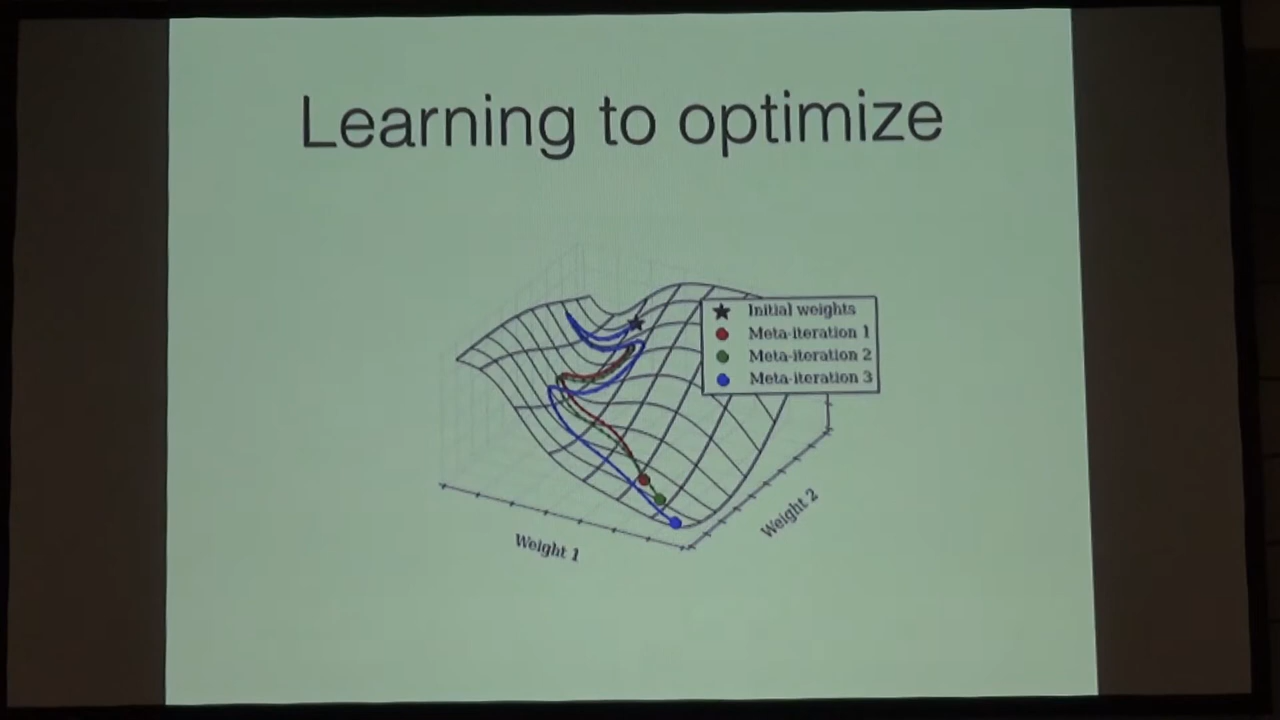 Learning to optimize
Initial weights
Meta-iteration 1
Meta-iteration 2
Meta-iteration 3
Weight 1
Weight 2